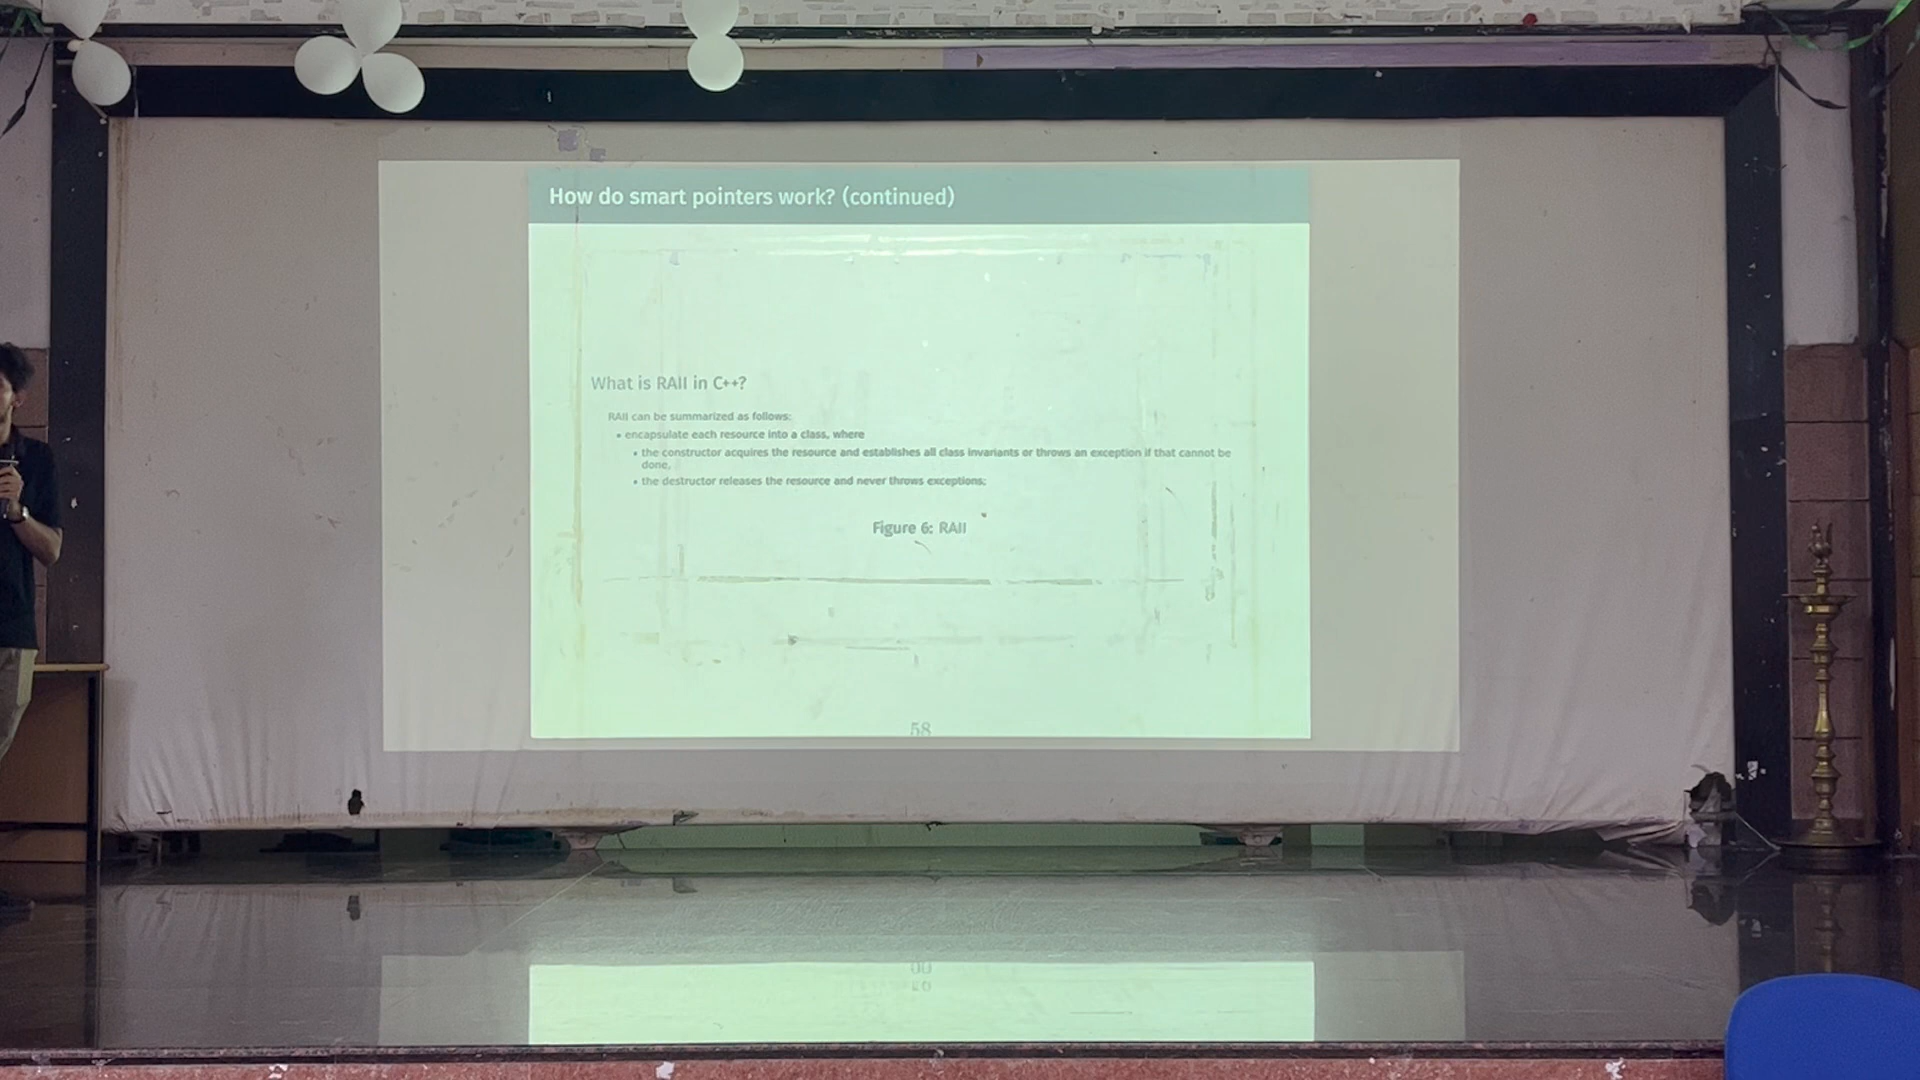 How do smart pointers work? (continued)
What is RAII in C++?
RAII can be summarized as follows:
• encapsulate each resource into a class, where
• the constructor acquires the resource and establishes all class invariants or throws an exception if that cannot be
done,
• the destructor releases the resource and never throws exceptions;
Figure 6: RAII
58